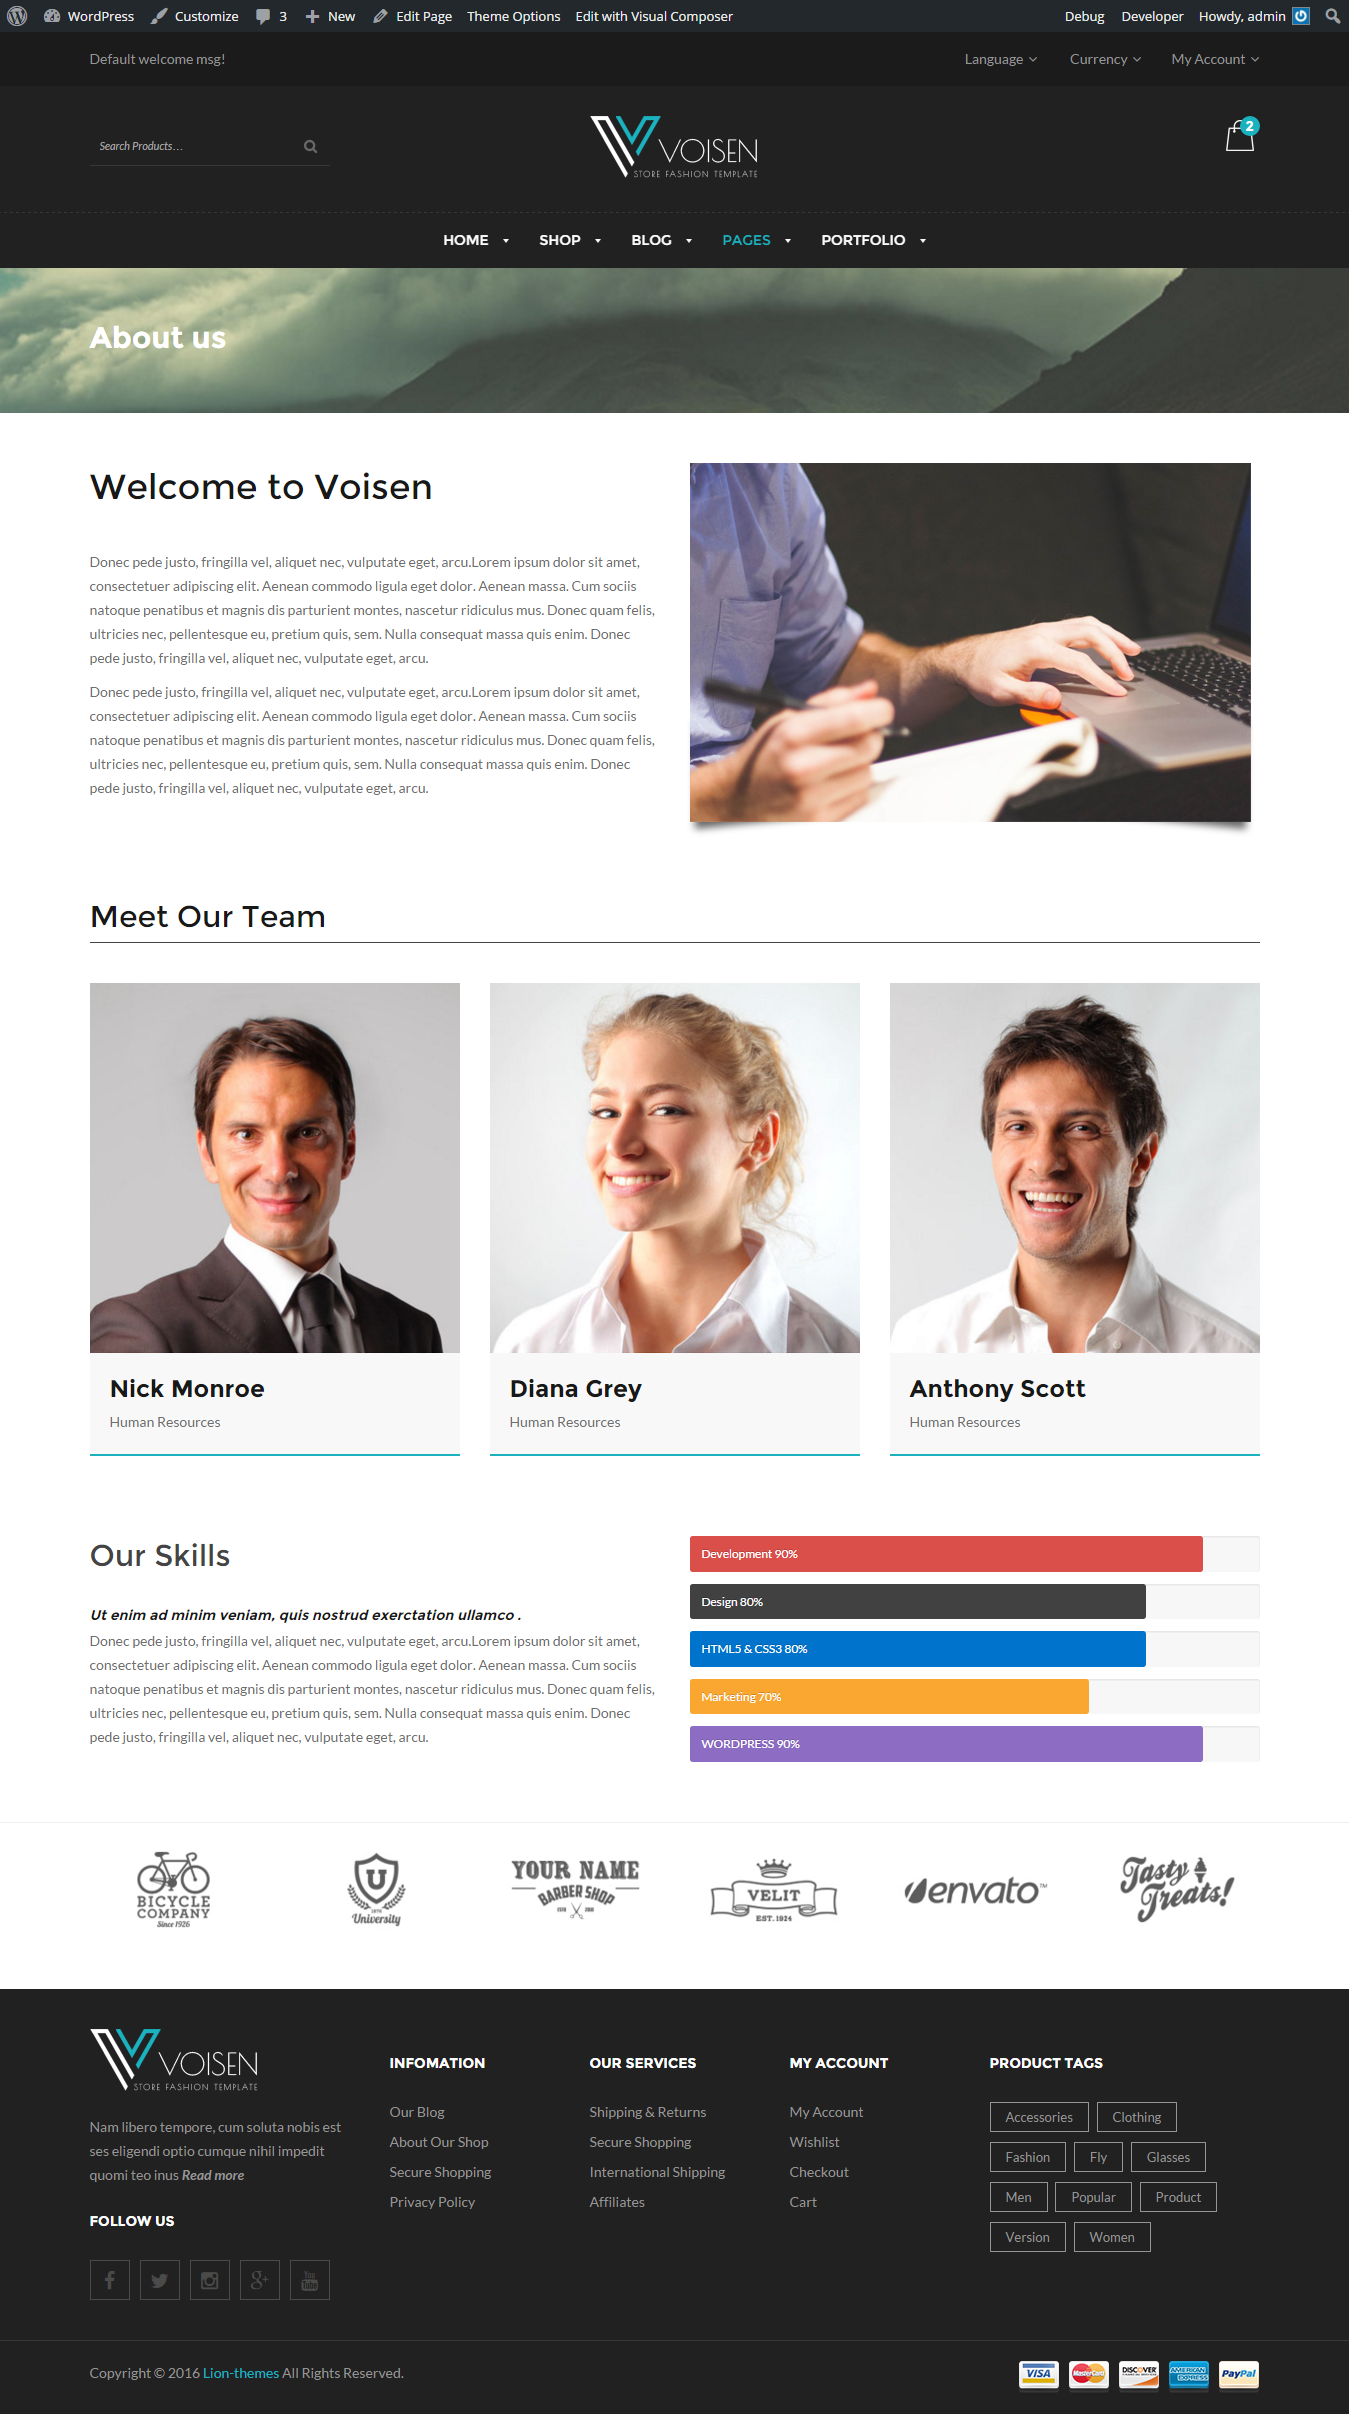 WordPress Customize 3 New Edit Page Theme Options Edit with Visual Composer Debug Developer Howdy, admin
Default welcome msg! Language Currency My Account
Search Products...
VOISEN
STORE FASHION TEMPLATE
2
HOME SHOP BLOG PAGES PORTFOLIO
About us
Welcome to Voisen
Donec pede justo, fringilla vel, aliquet nec, vulputate eget, arcu.Lorem ipsum dolor sit amet,
consectetuer adipiscing elit. Aenean commodo ligula eget dolor. Aenean massa. Cum sociis
natoque penatibus et magnis dis parturient montes, nascetur ridiculus mus. Donec quam felis,
ultricies nec, pellentesque eu, pretium quis, sem. Nulla consequat massa quis enim. Donec
pede justo, fringilla vel, aliquet nec, vulputate eget, arcu.
Donec pede justo, fringilla vel, aliquet nec, vulputate eget, arcu.Lorem ipsum dolor sit amet,
consectetuer adipiscing elit. Aenean commodo ligula eget dolor. Aenean massa. Cum sociis
natoque penatibus et magnis dis parturient montes, nascetur ridiculus mus. Donec quam felis,
ultricies nec, pellentesque eu, pretium quis, sem. Nulla consequat massa quis enim. Donec
pede justo, fringilla vel, aliquet nec, vulputate eget, arcu.
Meet Our Team
Nick Monroe
Human Resources
Diana Grey
Human Resources
Anthony Scott
Human Resources
Our Skills
Ut enim ad minim veniam, quis nostrud exerctation ullamco .
Donec pede justo, fringilla vel, aliquet nec, vulputate eget, arcu.Lorem ipsum dolor sit amet,
consectetuer adipiscing elit. Aenean commodo ligula eget dolor. Aenean massa. Cum sociis
natoque penatibus et magnis dis parturient montes, nascetur ridiculus mus. Donec quam felis,
ultricies nec, pellentesque eu, pretium quis, sem. Nulla consequat massa quis enim. Donec
pede justo, fringilla vel, aliquet nec, vulputate eget, arcu.
Development 90%
Design 80%
HTML5 & CSS3 80%
Marketing 70%
WORDPRESS 90%
BICYCLE
COMPANY
Since 1926
U
University
YOUR NAME
BARBER SHOP
VELIT
EST. 1924
envato™
Tasty
Treats!
VOISEN
STORE FASHION TEMPLATE
Nam libero tempore, cum soluta nobis est
ses eligendi optio cumque nihil impedit
quomi teo inus Read more
FOLLOW US
You
Tube
INFOMATION
Our Blog
About Our Shop
Secure Shopping
Privacy Policy
OUR SERVICES
Shipping & Returns
Secure Shopping
International Shipping
Affiliates
MY ACCOUNT
My Account
Wishlist
Checkout
Cart
PRODUCT TAGS
Accessories Clothing
Fashion Fly Glasses
Men Popular Product
Version Women
Copyright © 2016 Lion-themes All Rights Reserved.
VISA MasterCard DISCOVER AMERICAN EXPRESS PayPal